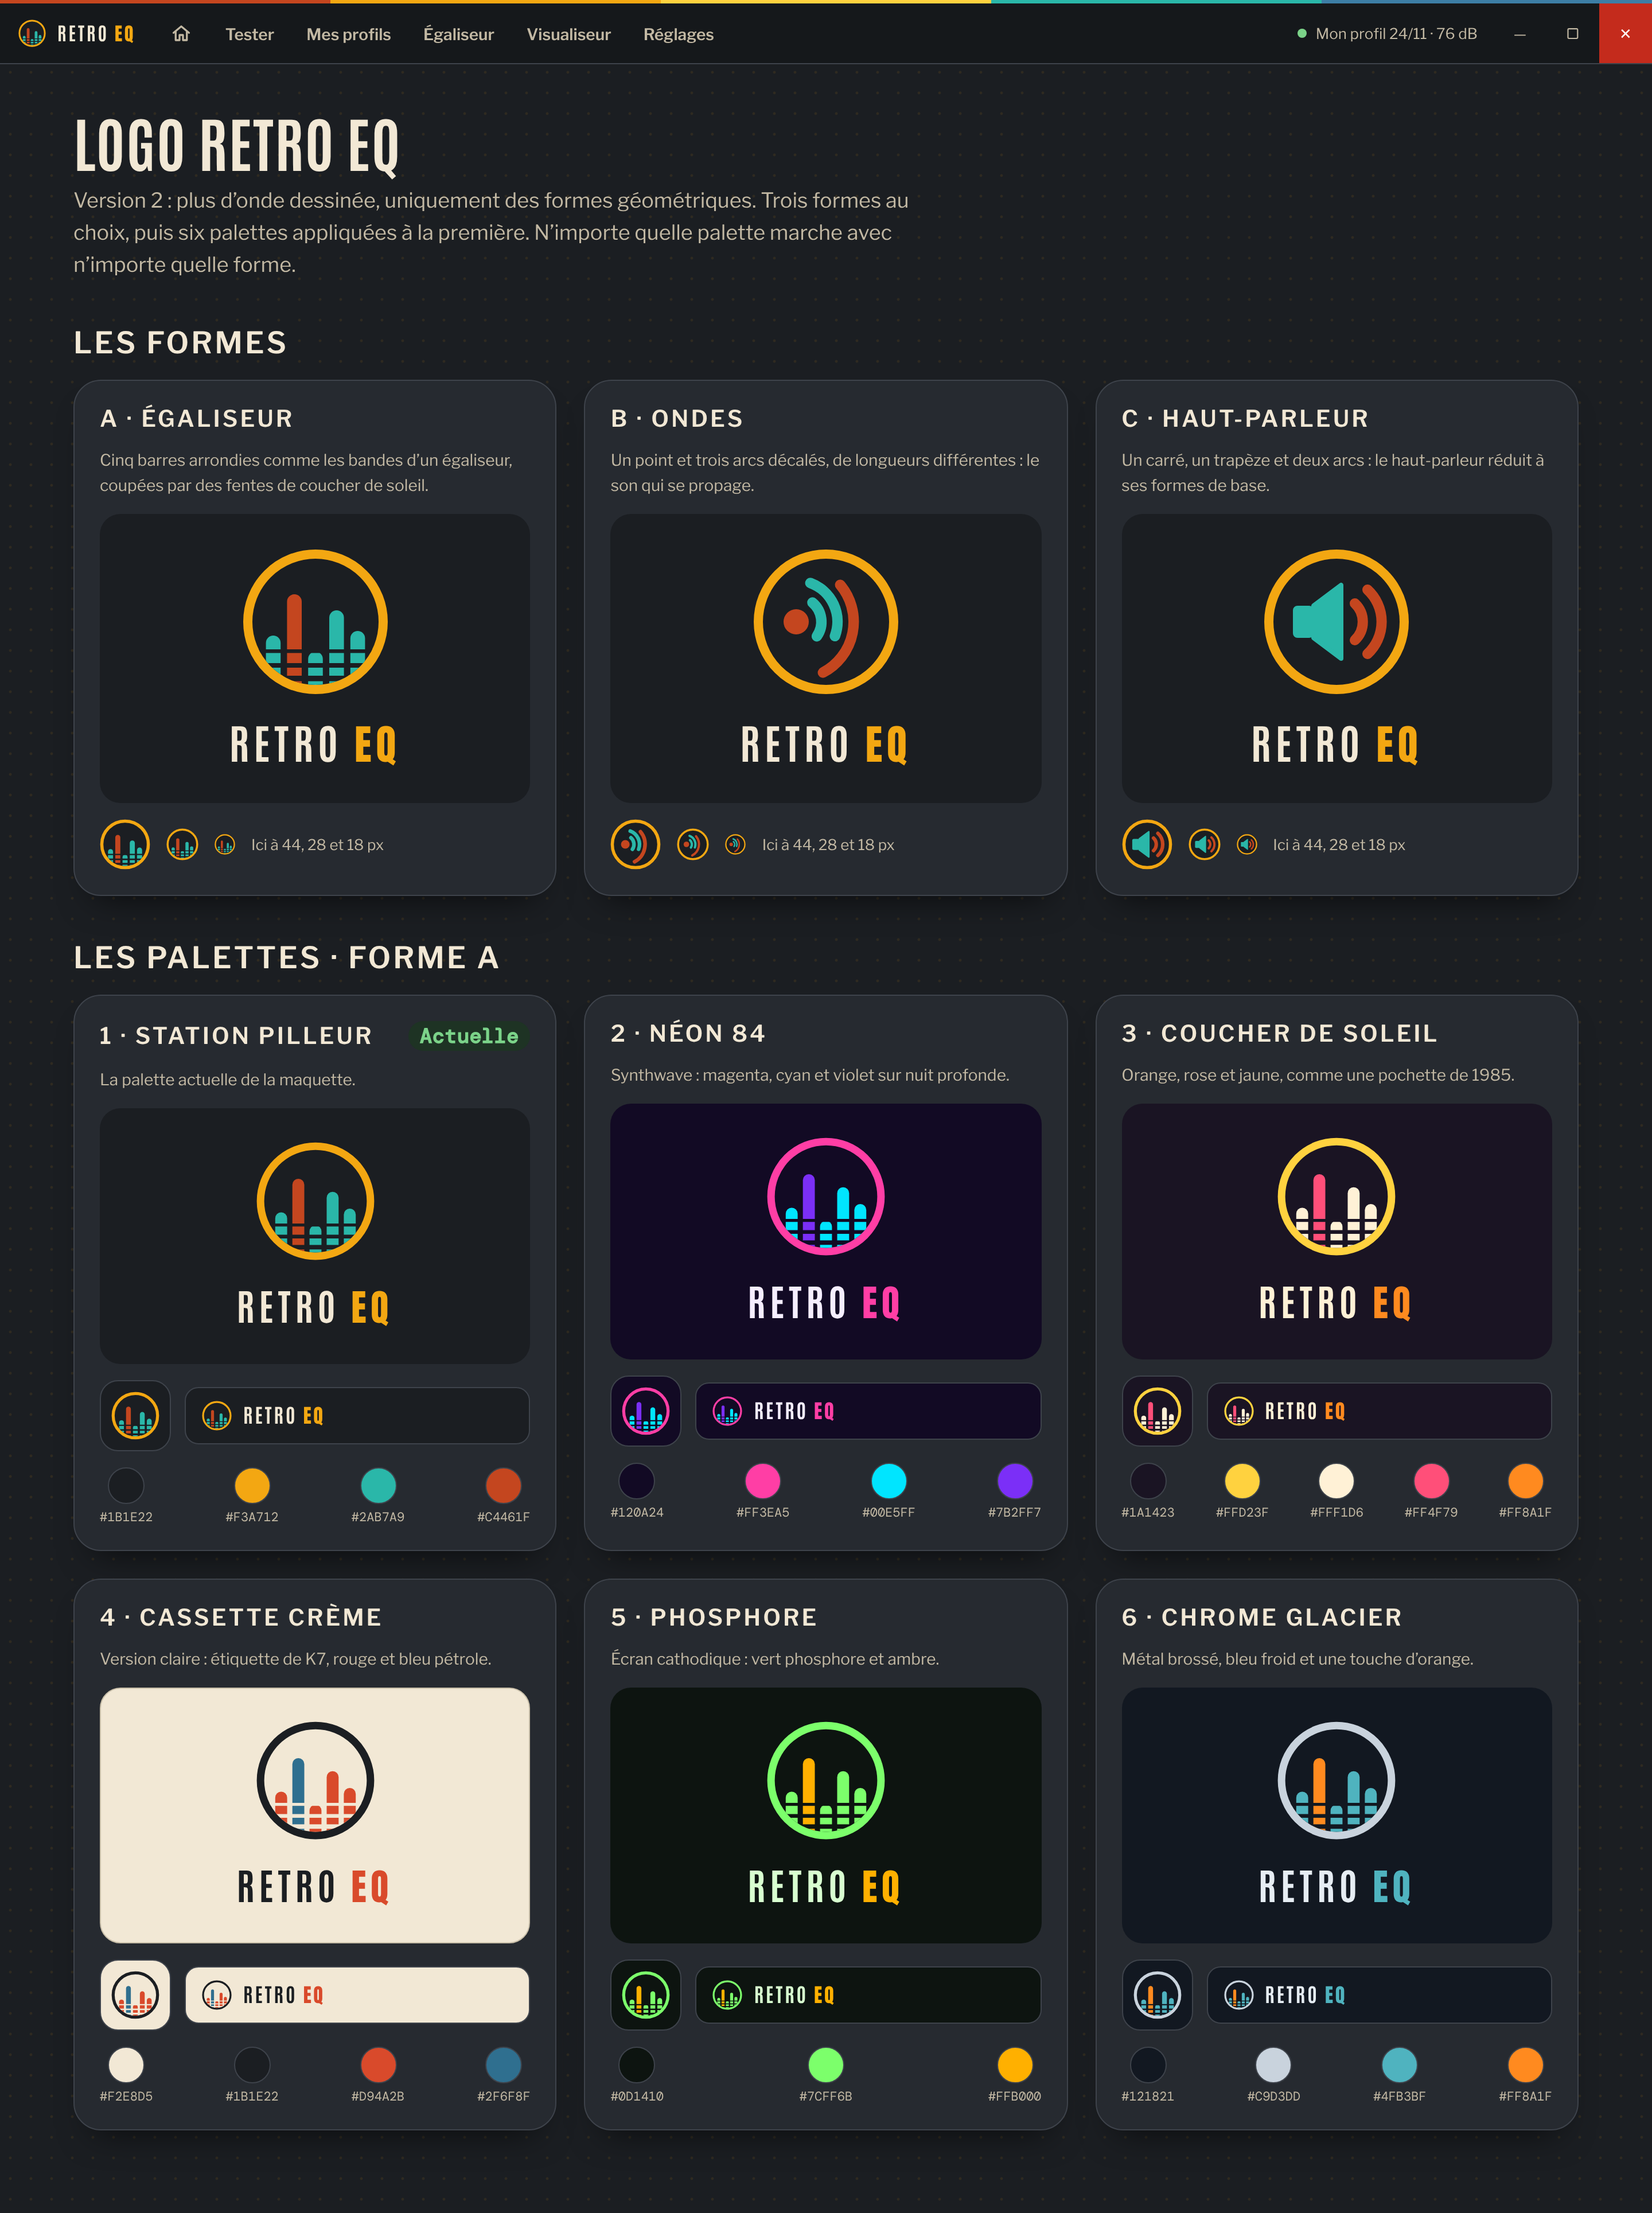 RETRO EQ
Tester
Mes profils
Égaliseur
Visualiseur
Réglages
Mon profil 24/11 · 76 dB
LOGO RETRO EQ
Version 2 : plus d’onde dessinée, uniquement des formes géométriques. Trois formes au
choix, puis six palettes appliquées à la première. N’importe quelle palette marche avec
n’importe quelle forme.
LES FORMES
A · ÉGALISEUR
Cinq barres arrondies comme les bandes d’un égaliseur,
coupées par des fentes de coucher de soleil.
RETRO EQ
Ici à 44, 28 et 18 px
B · ONDES
Un point et trois arcs décalés, de longueurs différentes : le
son qui se propage.
RETRO EQ
Ici à 44, 28 et 18 px
C · HAUT-PARLEUR
Un carré, un trapèze et deux arcs : le haut-parleur réduit à
ses formes de base.
RETRO EQ
Ici à 44, 28 et 18 px
LES PALETTES · FORME A
1 · STATION PILLEUR
Actuelle
La palette actuelle de la maquette.
RETRO EQ
RETRO EQ
#1B1E22
#F3A712
#2AB7A9
#C4461F
2 · NÉON 84
Synthwave : magenta, cyan et violet sur nuit profonde.
RETRO EQ
RETRO EQ
#120A24
#FF3EA5
#00E5FF
#7B2FF7
3 · COUCHER DE SOLEIL
Orange, rose et jaune, comme une pochette de 1985.
RETRO EQ
RETRO EQ
#1A1423
#FFD23F
#FFF1D6
#FF4F79
#FF8A1F
4 · CASSETTE CRÈME
Version claire : étiquette de K7, rouge et bleu pétrole.
RETRO EQ
RETRO EQ
#F2E8D5
#1B1E22
#D94A2B
#2F6F8F
5 · PHOSPHORE
Écran cathodique : vert phosphore et ambre.
RETRO EQ
RETRO EQ
#0D1410
#7CFF6B
#FFB000
6 · CHROME GLACIER
Métal brossé, bleu froid et une touche d’orange.
RETRO EQ
RETRO EQ
#121821
#C9D3DD
#4FB3BF
#FF8A1F